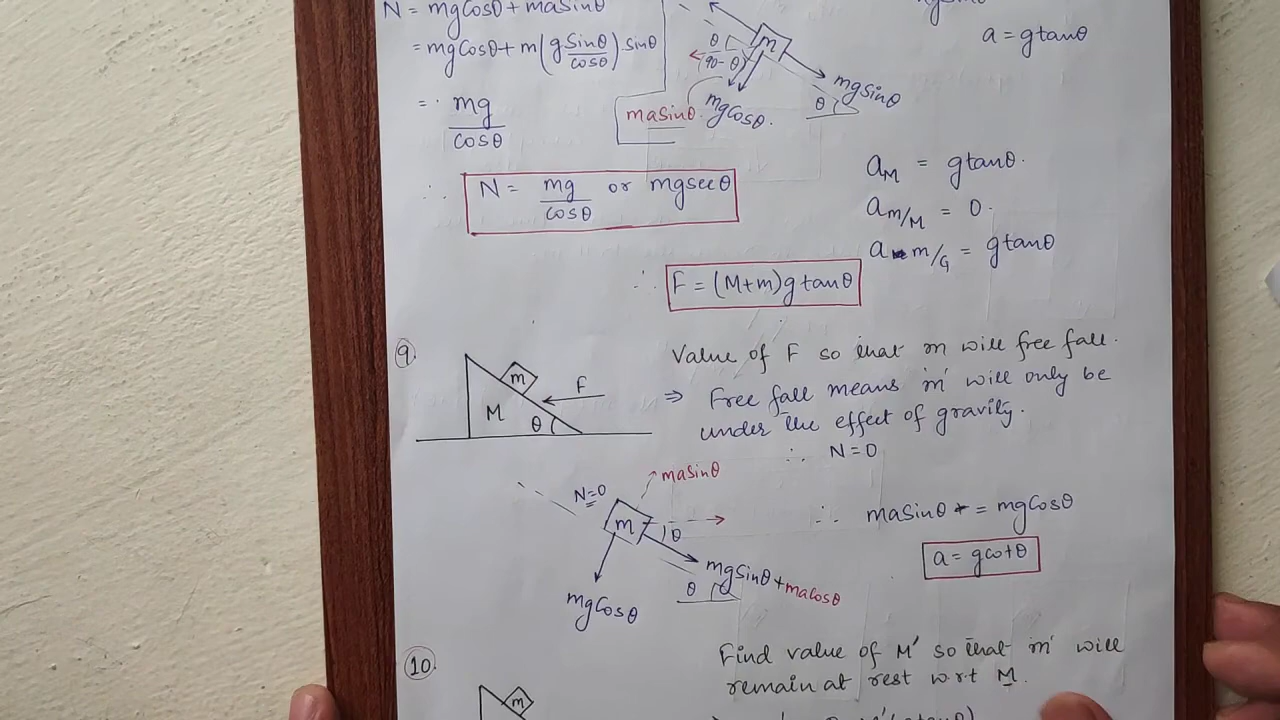 N = mgCosθ + masinθ
= mgCosθ + m(g Sinθ/cosθ) sinθ
= mg/cosθ
∴ N = mg/cosθ or mgsecθ
m
θ
(90-θ)
masinθ
mgCosθ.
mgSinθ
θ
a = gtanθ
aM = gtanθ.
am/M = 0.
am/G = gtanθ
∴ F = (M+m)gtanθ
9
m
M
F
θ
Value of F so that m will free fall.
⇒ Free fall means 'm' will only be
under the effect of gravity.
∴ N=0
N=0
masinθ
m
θ
mgCosθ
mgSinθ + macosθ
θ
∴ masinθ = mgCosθ
a = gcotθ
10
m
Find value of M' so that 'm' will
remain at rest w.r.t M.